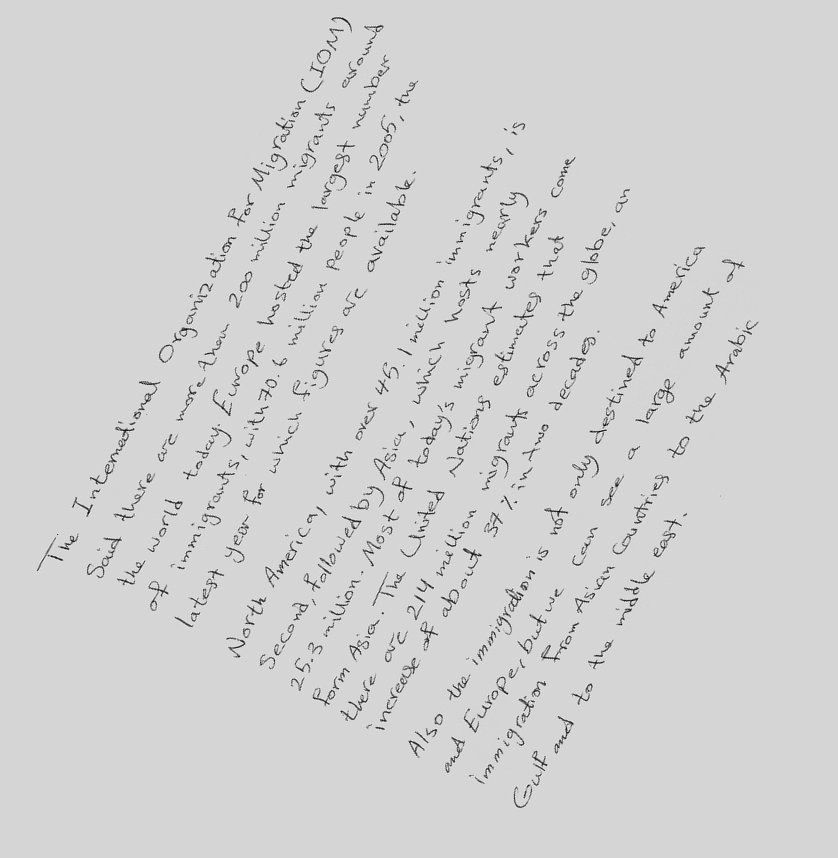 The International Organization for Migration (IOM)
Said there are more than 200 million migrants around
the world today. Europe hosted the largest number
of immigrants, with 70.6 million people in 2005, the
latest year for which figures are available.
North America, with over 45.1 million immigrants, is
Second, followed by Asia, which hosts nearly
25.3 million. Most of today's migrant workers come
form Asia. The United Nations estimates that
there are 214 million migrants across the globe, an
increase of about 37% in two decades.
Also the immigration is not only destined to America
and Europe, but we can see a large amount of
immigration from Asian Countries to the Arabic
Gulf and to the middle east.